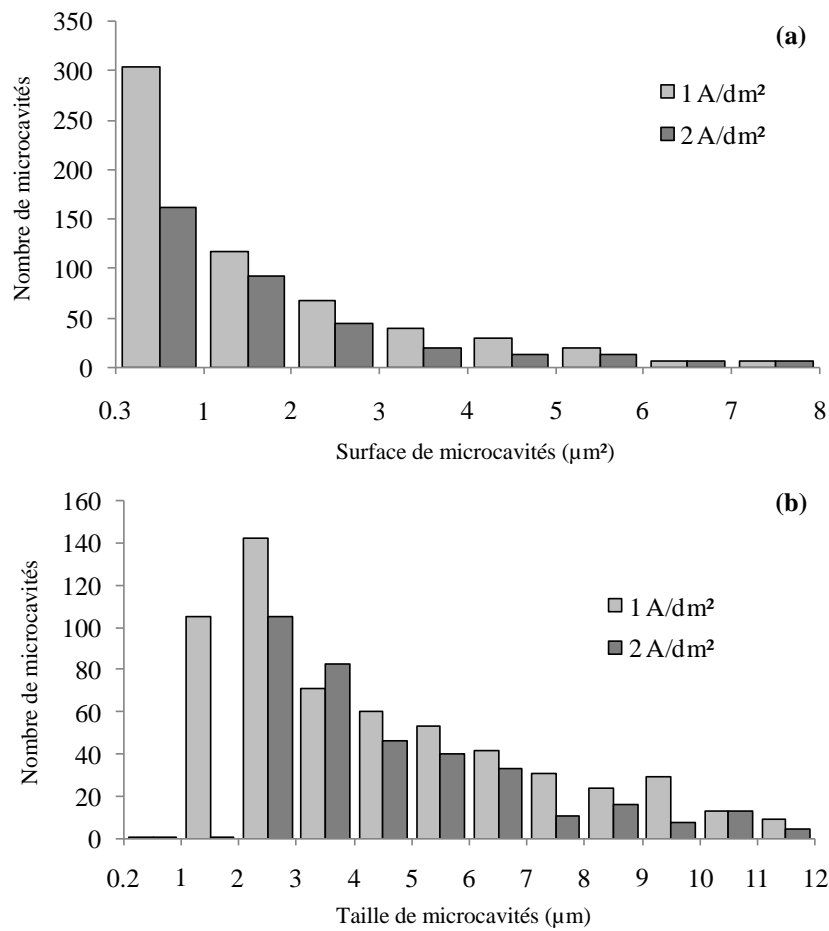 (a)
350
300
250
200
150
100
50
0
Nombre de microcavités
1 A/dm²
2 A/dm²
0.3 1 2 3 4 5 6 7 8
Surface de microcavités (µm²)
(b)
160
140
120
100
80
60
40
20
0
Nombre de microcavités
1 A/dm²
2 A/dm²
0.2 1 2 3 4 5 6 7 8 9 10 11 12
Taille de microcavités (µm)